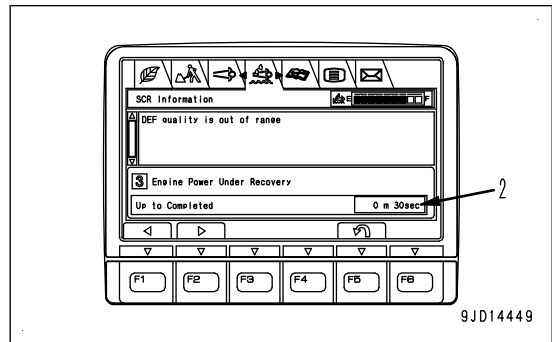 SCR Information
E F
DEF quality is out of range
3 Engine Power Under Recovery
Up to Completed 0 m 30sec
2
F1 F2 F3 F4 F5 F6
9JD14449